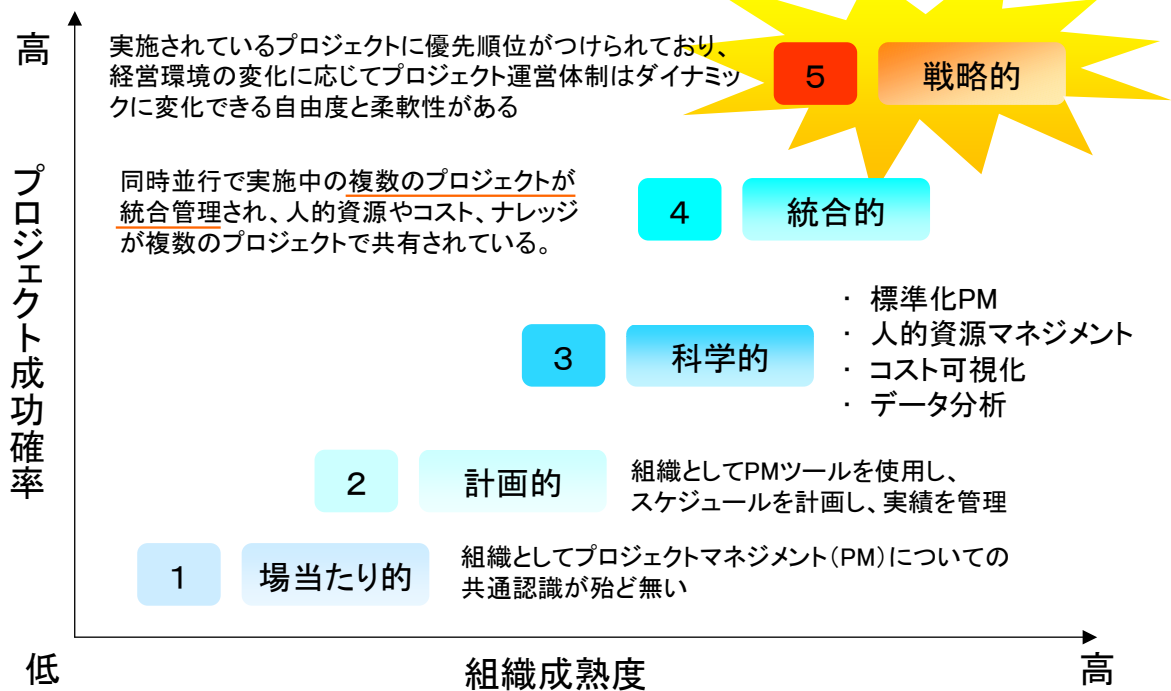 高
実施されているプロジェクトに優先順位がつけられており、
経営環境の変化に応じてプロジェクト運営体制はダイナミッ
クに変化できる自由度と柔軟性がある
5
戦略的
プロジェクト成功確率
同時並行で実施中の複数のプロジェクトが
統合管理され、人的資源やコスト、ナレッジ
が複数のプロジェクトで共有されている。
4
統合的
3
科学的
・ 標準化PM
・ 人的資源マネジメント
・ コスト可視化
・ データ分析
2
計画的
組織としてPMツールを使用し、
スケジュールを計画し、実績を管理
1
場当たり的
組織としてプロジェクトマネジメント(PM)についての
共通認識が殆ど無い
低
組織成熟度
高